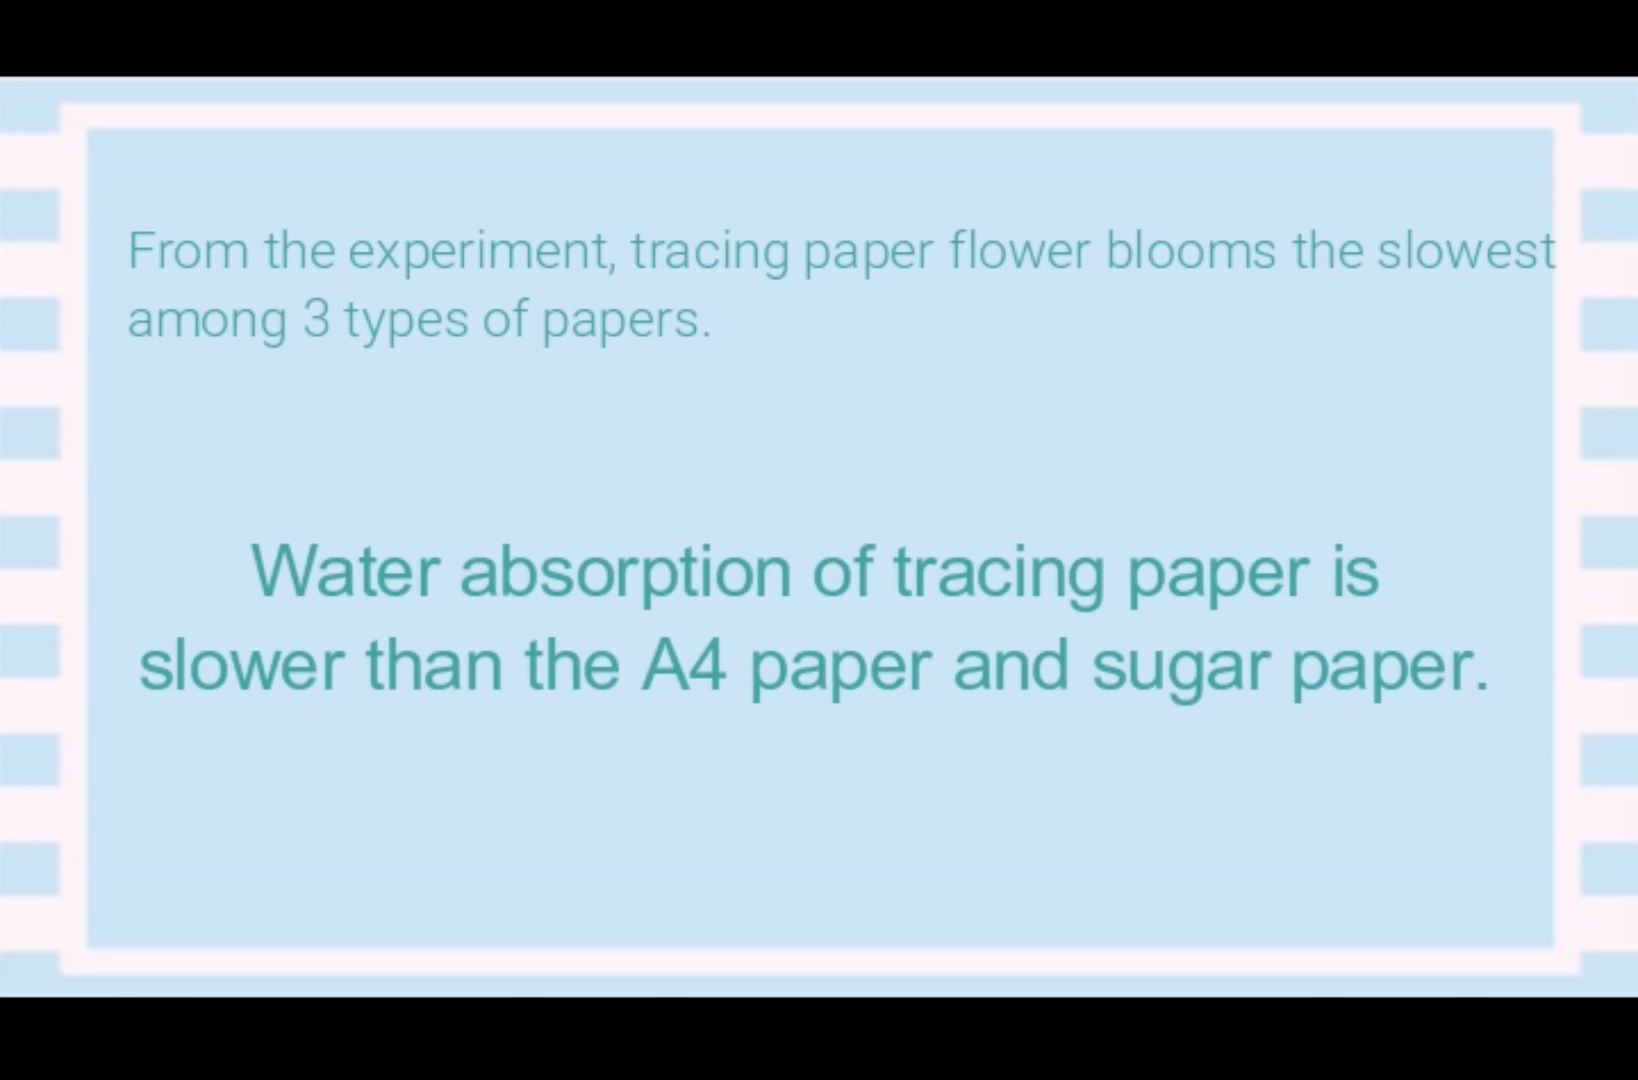 From the experiment, tracing paper flower blooms the slowest
among 3 types of papers.
Water absorption of tracing paper is
slower than the A4 paper and sugar paper.